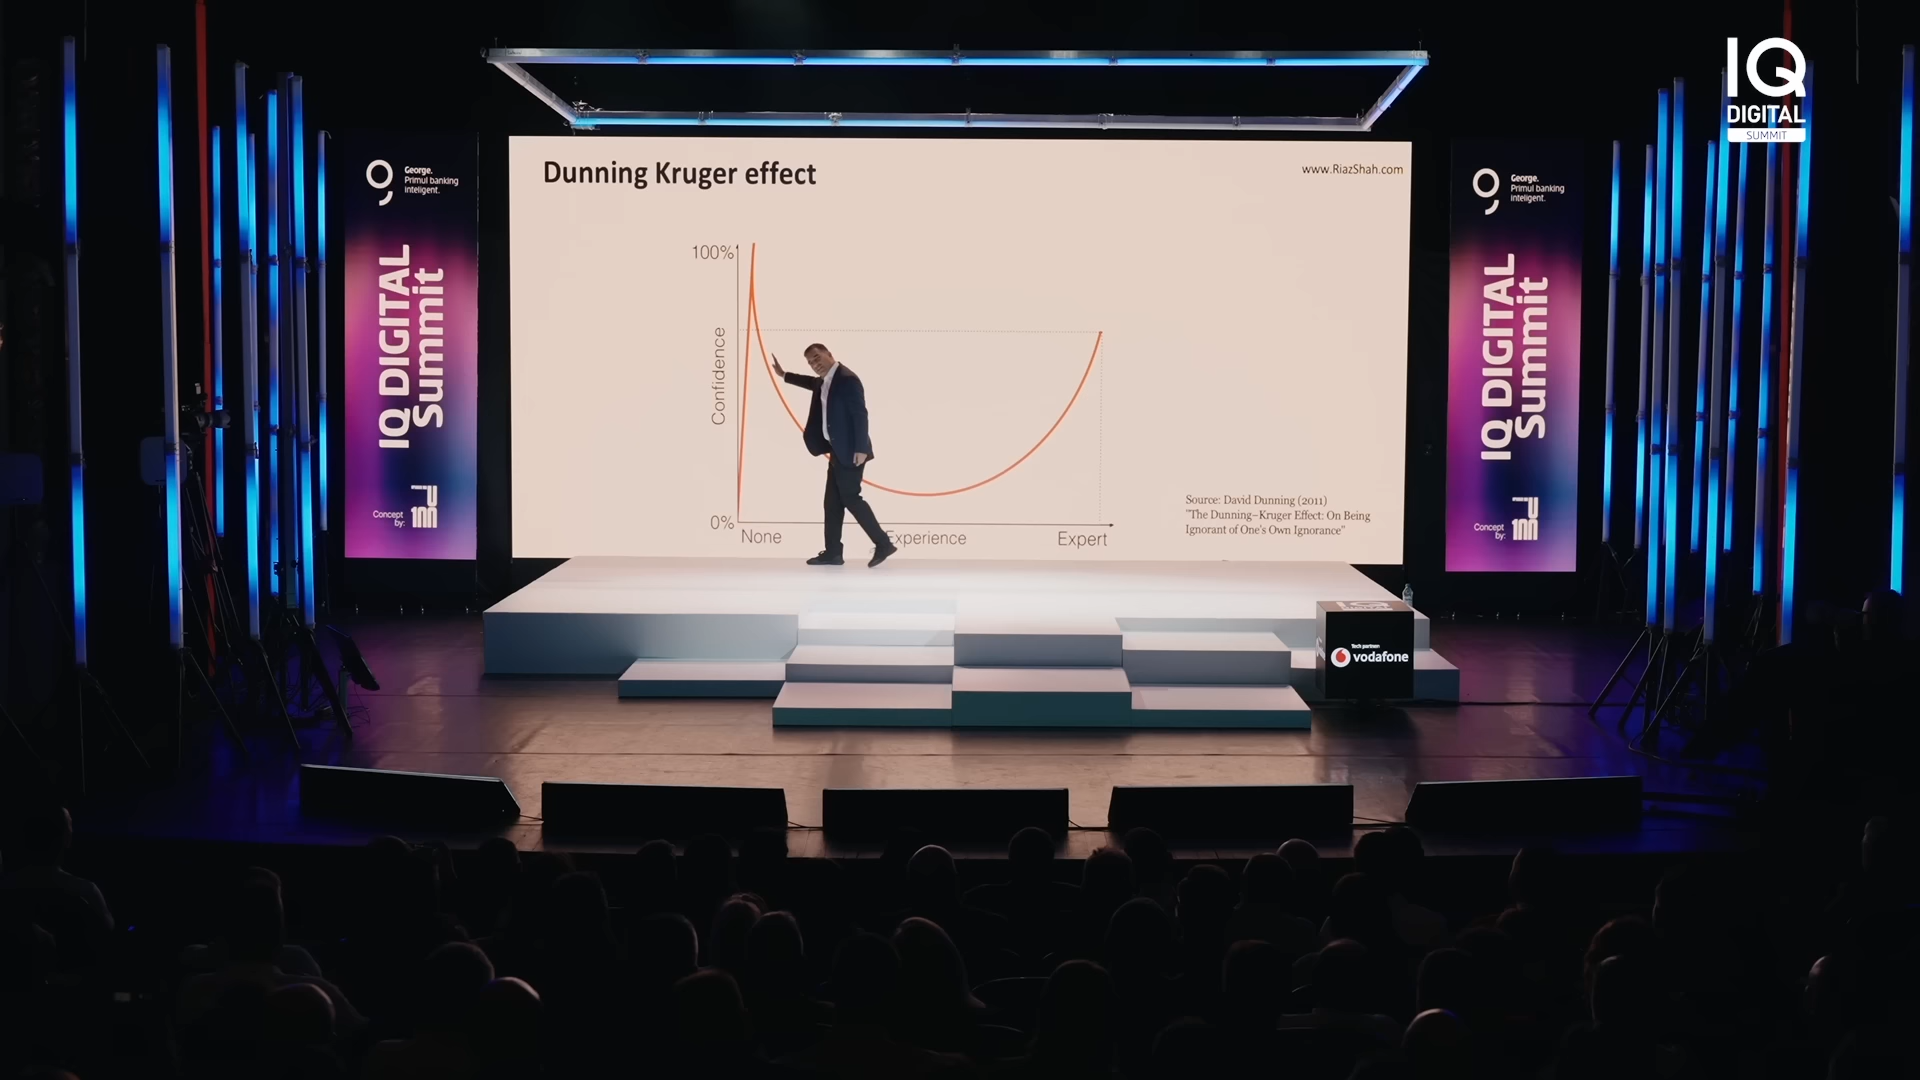 IQ
DIGITAL
SUMMIT
George.
Primul banking
inteligent.
IQ DIGITAL
Summit
Concept
by:
Dunning Kruger effect
www.RiazShah.com
100%
Confidence
0%
None
Experience
Expert
Source: David Dunning (2011)
"The Dunning–Kruger Effect: On Being
Ignorant of One's Own Ignorance"
George.
Primul banking
inteligent.
IQ DIGITAL
Summit
Concept
by:
Tech partner:
vodafone